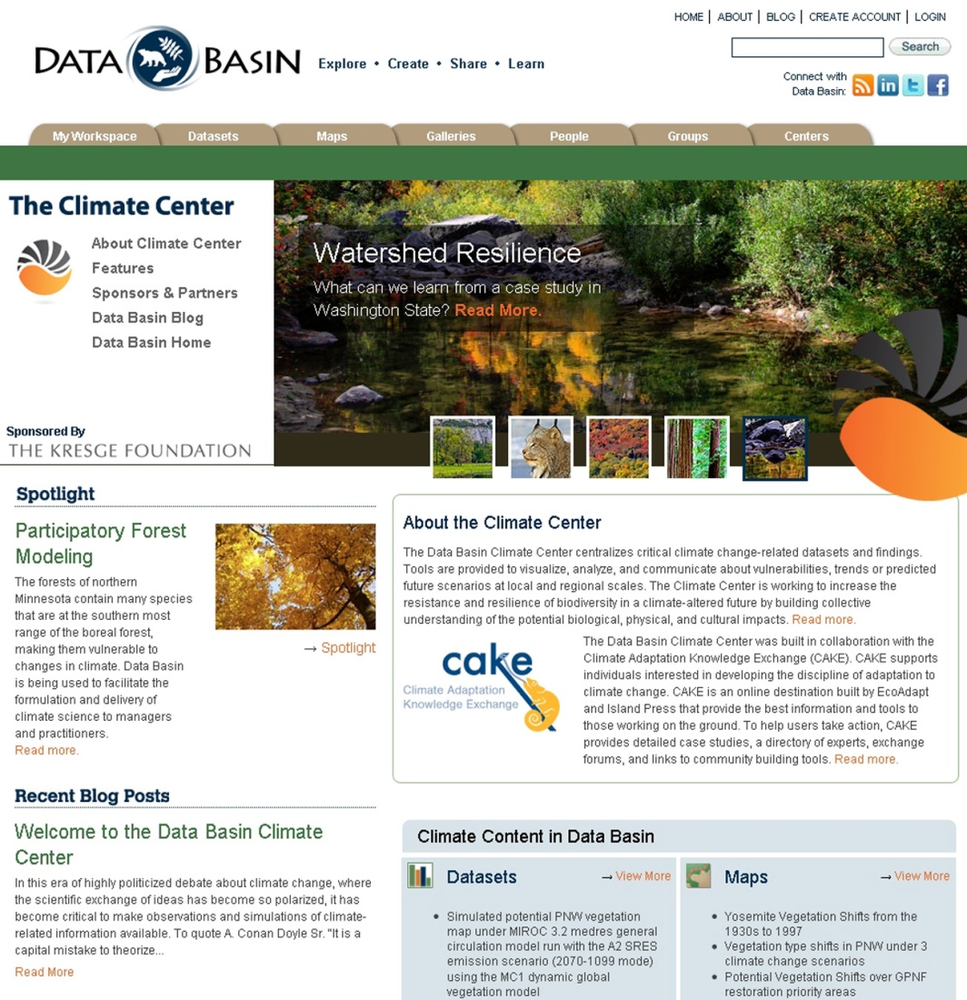 HOME | ABOUT | BLOG | CREATE ACCOUNT | LOGIN
DATA BASIN
Explore • Create • Share • Learn
Search
Connect with
Data Basin:
My Workspace
Datasets
Maps
Galleries
People
Groups
Centers
The Climate Center
About Climate Center
Features
Sponsors & Partners
Data Basin Blog
Data Basin Home
Sponsored By
THE KRESGE FOUNDATION
Watershed Resilience
What can we learn from a case study in
Washington State? Read More.
Spotlight
Participatory Forest
Modeling
The forests of northern
Minnesota contain many species
that are at the southern most
range of the boreal forest,
making them vulnerable to
changes in climate. Data Basin
is being used to facilitate the
formulation and delivery of
climate science to managers
and practitioners.
Read more.
→ Spotlight
Recent Blog Posts
Welcome to the Data Basin Climate
Center
In this era of highly politicized debate about climate change, where
the scientific exchange of ideas has become so polarized, it has
become critical to make observations and simulations of climate-
related information available. To quote A. Conan Doyle Sr. "It is a
capital mistake to theorize...
Read More
About the Climate Center
The Data Basin Climate Center centralizes critical climate change-related datasets and findings.
Tools are provided to visualize, analyze, and communicate about vulnerabilities, trends or predicted
future scenarios at local and regional scales. The Climate Center is working to increase the
resistance and resilience of biodiversity in a climate-altered future by building collective
understanding of the potential biological, physical, and cultural impacts. Read more.
cake
Climate Adaptation
Knowledge Exchange
The Data Basin Climate Center was built in collaboration with the
Climate Adaptation Knowledge Exchange (CAKE). CAKE supports
individuals interested in developing the discipline of adaptation to
climate change. CAKE is an online destination built by EcoAdapt
and Island Press that provide the best information and tools to
those working on the ground. To help users take action, CAKE
provides detailed case studies, a directory of experts, exchange
forums, and links to community building tools. Read more.
Climate Content in Data Basin
Datasets
→ View More
• Simulated potential PNW vegetation
map under MIROC 3.2 medres general
circulation model run with the A2 SRES
emission scenario (2070-1099 mode)
using the MC1 dynamic global
vegetation model
Maps
→ View More
• Yosemite Vegetation Shifts from the
1930s to 1997
• Vegetation type shifts in PNW under 3
climate change scenarios
• Potential Vegetation Shifts over GPNF
restoration priority areas